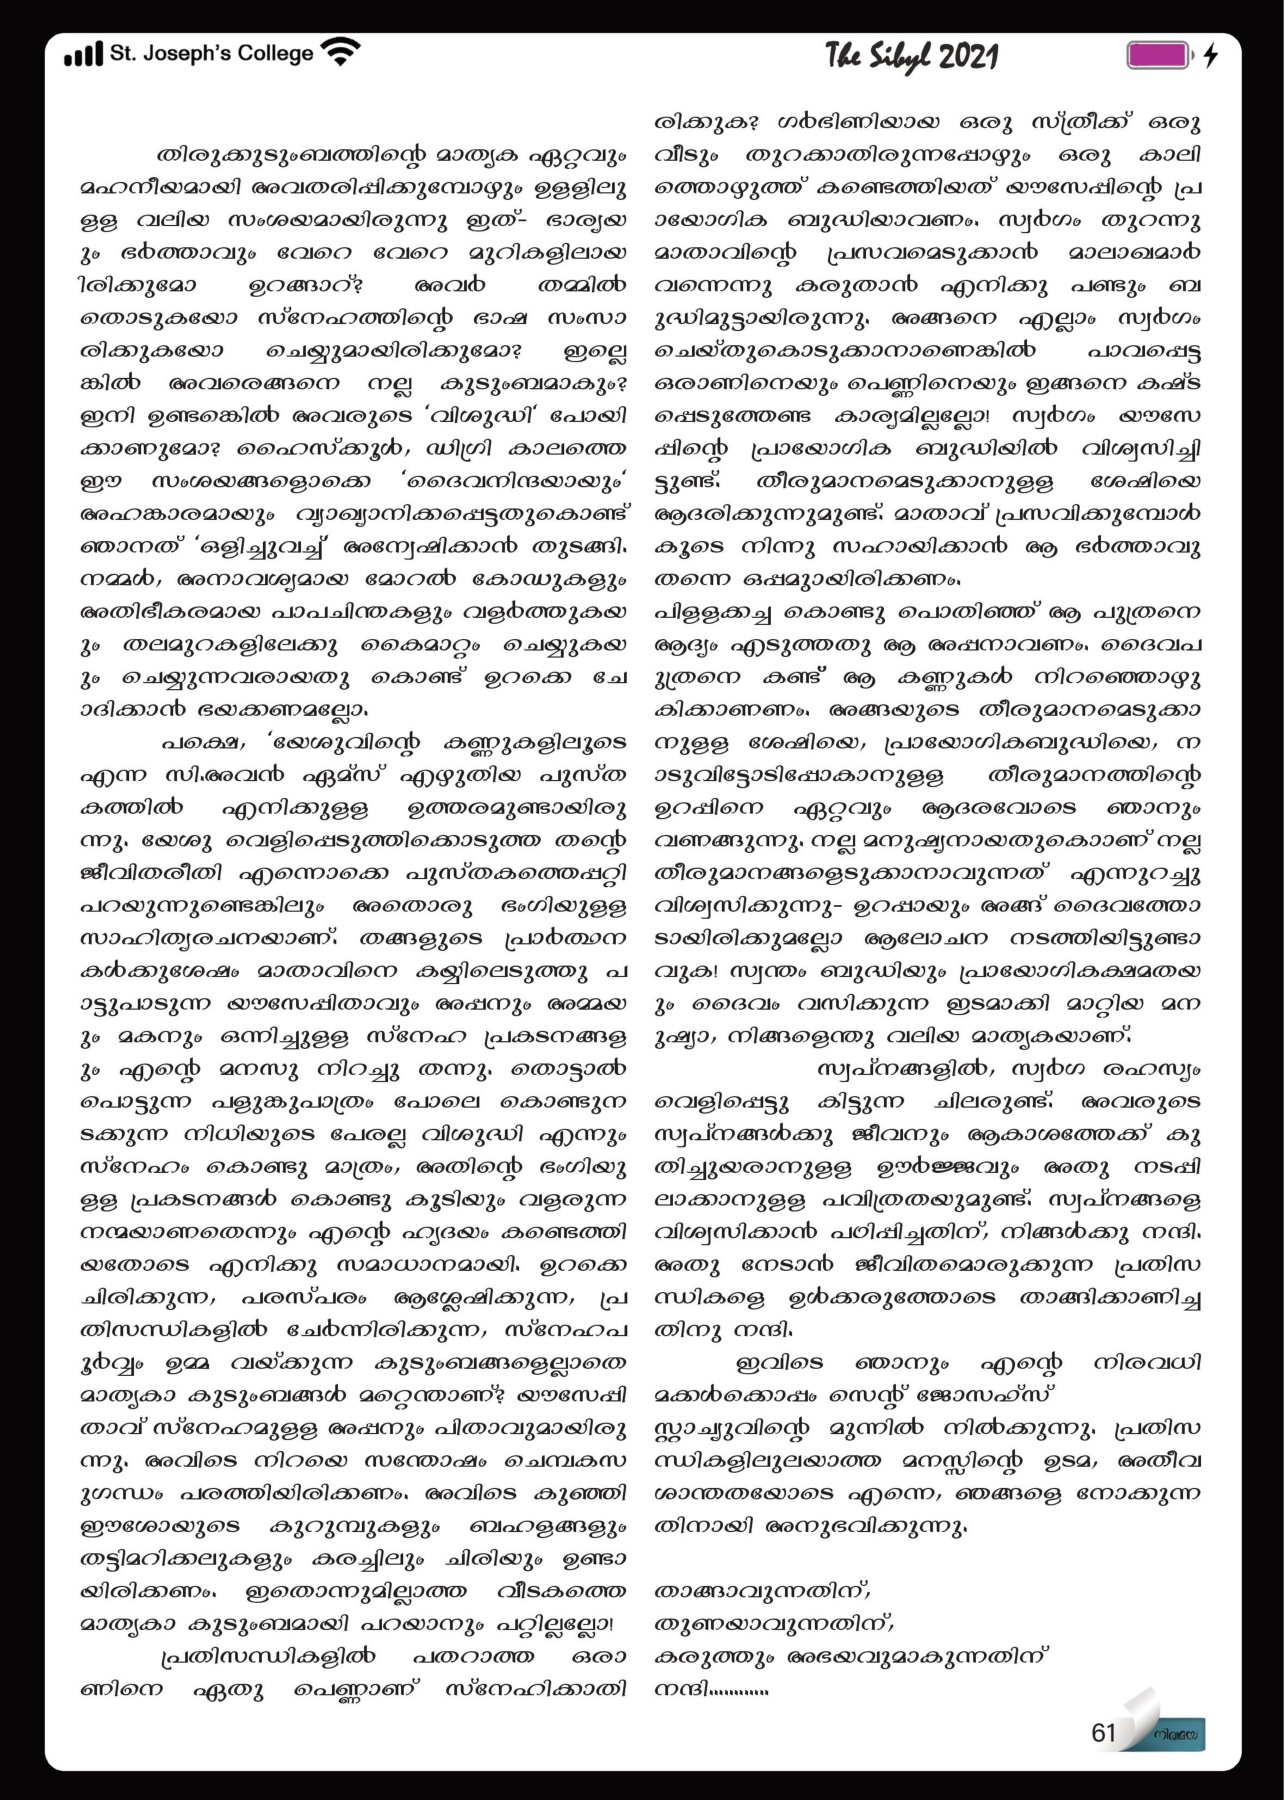 St. Joseph's College
The Sibyl 2021
തിരുക്കുടുംബത്തിന്റെ മാതൃക ഏറ്റവും
മഹനീയമായി അവതരിപ്പിക്കുമ്പോഴും ഉള്ളിലു
ള്ള വലിയ സംശയമായിരുന്നു ഇത്- ഭാര്യയ
ും ഭർത്താവും വേറെ വേറെ മുറികളിലായ
ിരിക്കുമോ ഉറങ്ങാറ്? അവർ തമ്മിൽ
തൊടുകയോ സ്നേഹത്തിന്റെ ഭാഷ സംസാ
രിക്കുകയോ ചെയ്യുമായിരിക്കുമോ? ഇല്ലെ
ങ്കിൽ അവരെങ്ങനെ നല്ല കുടുംബമാകും?
ഇനി ഉണ്ടങ്കിൽ അവരുടെ 'വിശുദ്ധി' പോയി
ക്കാണുമോ? ഹൈസ്ക്കൂൾ, ഡിഗ്രി കാലത്തെ
ഈ സംശയങ്ങളൊക്കെ 'ദൈവനിന്ദയായും'
അഹങ്കാരമായും വ്യാഖ്യാനിക്കപ്പെട്ടതുകൊണ്ട്
ഞാനത് 'ഒളിച്ചുവച്ച്' അന്വേഷിക്കാൻ തുടങ്ങി.
നമ്മൾ, അനാവശ്യമായ മോറൽ കോഡുകളും
അതിഭീകരമായ പാപചിന്തകളും വളർത്തുകയ
ും തലമുറകളിലേക്കു കൈമാറ്റം ചെയ്യുകയ
ും ചെയ്യുന്നവരായതു കൊണ്ട് ഉറക്കെ ചേ
ാദിക്കാൻ ഭയക്കണമല്ലോ.
പക്ഷെ, 'യേശുവിന്റെ കണ്ണുകളിലൂടെ
എന്ന സി.അവൻ ഏമ്സ് എഴുതിയ പുസ്ത
കത്തിൽ എനിക്കുള്ള ഉത്തരമുണ്ടായിരു
ന്നു. യേശു വെളിപ്പെടുത്തിക്കൊടുത്ത തന്റെ
ജീവിതരീതി എന്നൊക്കെ പുസ്തകത്തെപ്പറ്റി
പറയുന്നുണ്ടെങ്കിലും അതൊരു ഭംഗിയുള്ള
സാഹിത്യരചനയാണ്. തങ്ങളുടെ പ്രാർത്ഥന
കൾക്കുശേഷം മാതാവിനെ കയ്യിലെടുത്തു പ
ാട്ടുപാടുന്ന യൗസേപ്പിതാവും അപ്പനും അമ്മയ
ും മകനും ഒന്നിച്ചുള്ള സ്നേഹ പ്രകടനങ്ങള
ും എന്റെ മനസു നിറച്ചു തന്നു. തൊട്ടാൽ
പൊട്ടുന്ന പളുങ്കുപാത്രം പോലെ കൊണ്ടുന
ടക്കുന്ന നിധിയുടെ പേരല്ല വിശുദ്ധി എന്നും
സ്നേഹം കൊണ്ടു മാത്രം, അതിന്റെ ഭംഗിയു
ള്ള പ്രകടനങ്ങൾ കൊണ്ടു കൂടിയും വളരുന്ന
നന്മയാണതെന്നും എന്റെ ഹൃദയം കണ്ടെത്തി
യതോടെ എനിക്കു സമാധാനമായി. ഉറക്കെ
ചിരിക്കുന്ന, പരസ്പരം ആശ്ലേഷിക്കുന്ന, പ്ര
തിസന്ധികളിൽ ചേർന്നിരിക്കുന്ന, സ്നേഹപ
ൂർവ്വം ഉമ്മ വയ്ക്കുന്ന കുടുംബങ്ങളെല്ലാതെ
മാതൃകാ കുടുംബങ്ങൾ മറ്റെന്താണ്? യൗസേപ്പി
താവ് സ്നേഹമുള്ള അപ്പനും പിതാവുമായിരു
ന്നു. അവിടെ നിറയെ സന്തോഷം ചെമ്പകസ
ുഗന്ധം പരത്തിയിരിക്കണം. അവിടെ കുഞ്ഞി
ഈശോയുടെ കുറുമ്പുകളും ബഹളങ്ങളും
തട്ടിമറിക്കലുകളും കരച്ചിലും ചിരിയും ഉണ്ടാ
യിരിക്കണം. ഇതൊന്നുമില്ലാത്ത വീടകത്തെ
മാതൃകാ കുടുംബമായി പറയാനും പറ്റില്ലല്ലോ!
പ്രതിസന്ധികളിൽ പതറാത്ത ഒരാ
ണിനെ ഏതു പെണ്ണാണ് സ്നേഹിക്കാതി
രിക്കുക? ഗർഭിണിയായ ഒരു സ്ത്രീക്ക് ഒരു
വീടും തുറക്കാതിരുന്നപ്പോഴും ഒരു കാലി
ത്തൊഴുത്ത് കണ്ടെത്തിയത് യൗസേപ്പിന്റെ പ്ര
ായോഗിക ബുദ്ധിയാവണം. സ്വർഗം തുറന്നു
മാതാവിന്റെ പ്രസവമെടുക്കാൻ മാലാഖമാർ
വന്നെന്നു കരുതാൻ എനിക്കു പണ്ടും ബ
ുദ്ധിമുട്ടായിരുന്നു. അങ്ങനെ എല്ലാം സ്വർഗം
ചെയ്തുകൊടുക്കാനാണെങ്കിൽ പാവപ്പെട്ട
ഒരാണിനെയും പെണ്ണിനെയും ഇങ്ങനെ കഷ്ട
പ്പെടുത്തേണ്ട കാര്യമില്ലല്ലോ! സ്വർഗം യൗസേ
പ്പിന്റെ പ്രായോഗിക ബുദ്ധിയിൽ വിശ്വസിച്ചി
ട്ടുണ്ട്. തീരുമാനമെടുക്കാനുള്ള ശേഷിയെ
ആദരിക്കുന്നുമുണ്ട്. മാതാവ് പ്രസവിക്കുമ്പോൾ
കൂടെ നിന്നു സഹായിക്കാൻ ആ ഭർത്താവു
തന്നെ ഒപ്പമുായിരിക്കണം.
പിള്ളക്കച്ച കൊണ്ടു പൊതിഞ്ഞ് ആ പുത്രനെ
ആദ്യം എടുത്തതു ആ അപ്പനാവണം. ദൈവപ
ുത്രനെ കണ്ട് ആ കണ്ണുകൾ നിറഞ്ഞൊഴു
കിക്കാണണം. അങ്ങയുടെ തീരുമാനമെടുക്കാ
നുള്ള ശേഷിയെ, പ്രായോഗികബുദ്ധിയെ, ന
ാടുവിട്ടോടിപ്പോകാനുള്ള തീരുമാനത്തിന്റെ
ഉറപ്പിനെ ഏറ്റവും ആദരവോടെ ഞാനും
വണങ്ങുന്നു. നല്ല മനുഷ്യനായതുകൊാണ് നല്ല
തീരുമാനങ്ങളെടുക്കാനാവുന്നത് എന്നുറച്ചു
വിശ്വസിക്കുന്നു- ഉറപ്പായും അങ്ങ് ദൈവത്തോ
ടായിരിക്കുമല്ലോ ആലോചന നടത്തിയിട്ടുണ്ടാ
വുക! സ്വന്തം ബുദ്ധിയും പ്രായോഗികക്ഷമതയ
ും ദൈവം വസിക്കുന്ന ഇടമാക്കി മാറ്റിയ മന
ുഷ്യാ, നിങ്ങളെന്തു വലിയ മാതൃകയാണ്.
സ്വപ്നങ്ങളിൽ, സ്വർഗ രഹസ്യം
വെളിപ്പെട്ടു കിട്ടുന്ന ചിലരുണ്ട്. അവരുടെ
സ്വപ്നങ്ങൾക്കു ജീവനും ആകാശത്തേക്ക് കു
തിച്ചുയരാനുള്ള ഊർജ്ജവും അതു നടപ്പി
ലാക്കാനുള്ള പവിത്രതയുമുണ്ട്. സ്വപ്നങ്ങളെ
വിശ്വസിക്കാൻ പഠിപ്പിച്ചതിന്, നിങ്ങൾക്കു നന്ദി.
അതു നേടാൻ ജീവിതമൊരുക്കുന്ന പ്രതിസ
ന്ധികളെ ഉൾക്കരുത്തോടെ താങ്ങിക്കാണിച്ച
തിനു നന്ദി.
ഇവിടെ ഞാനും എന്റെ നിരവധി
മക്കൾക്കൊപ്പം സെന്റ് ജോസഫ്സ്
സ്റ്റാച്യുവിന്റെ മുന്നിൽ നിൽക്കുന്നു. പ്രതിസ
ന്ധികളിലുലയാത്ത മനസ്സിന്റെ ഉടമ, അതീവ
ശാന്തതയോടെ എന്നെ, ഞങ്ങളെ നോക്കുന്ന
തിനായി അനുഭവിക്കുന്നു.
താങ്ങാവുന്നതിന്,
തുണയാവുന്നതിന്,
കരുത്തും അഭയവുമാകുന്നതിന്
നന്ദി...........
61